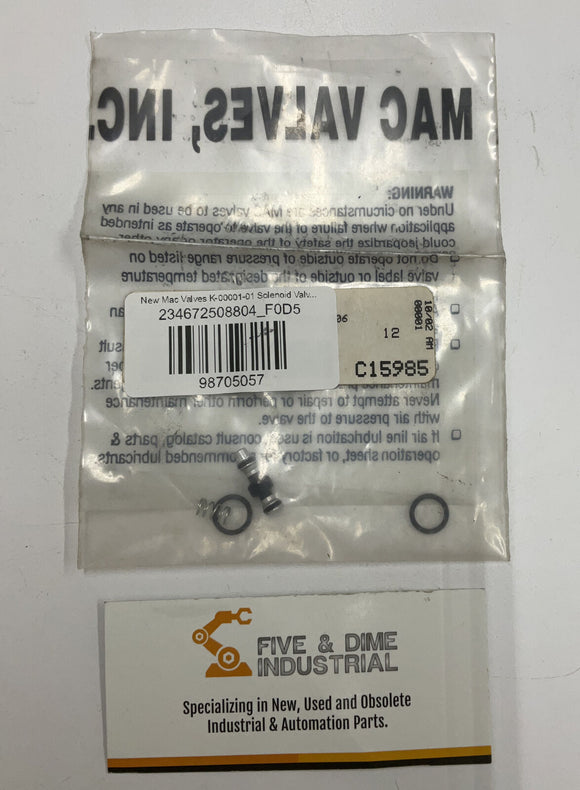 MAC VALVES, INC.
WARNING:
Under no circumstances are MAC valves to be used in any
application where failure of the valve to operate as intended
could jeopardize the safety of the operator or any other
Do not operate outside of pressure range listed on
valve label or outside of the designated temperature
New Mac Valves K-00001-01 Solenoid Valv...
234672508804_F0D5
98705057
06
12
C15985
10/02 AM
00001
Never attempt to repair or perform other maintenance
with air pressure to the valve.
If air line lubrication is used, consult catalog, parts &
operation sheet, or factory for recommended lubricants.
FIVE & DIME
INDUSTRIAL
Specializing in New, Used and Obsolete
Industrial & Automation Parts.